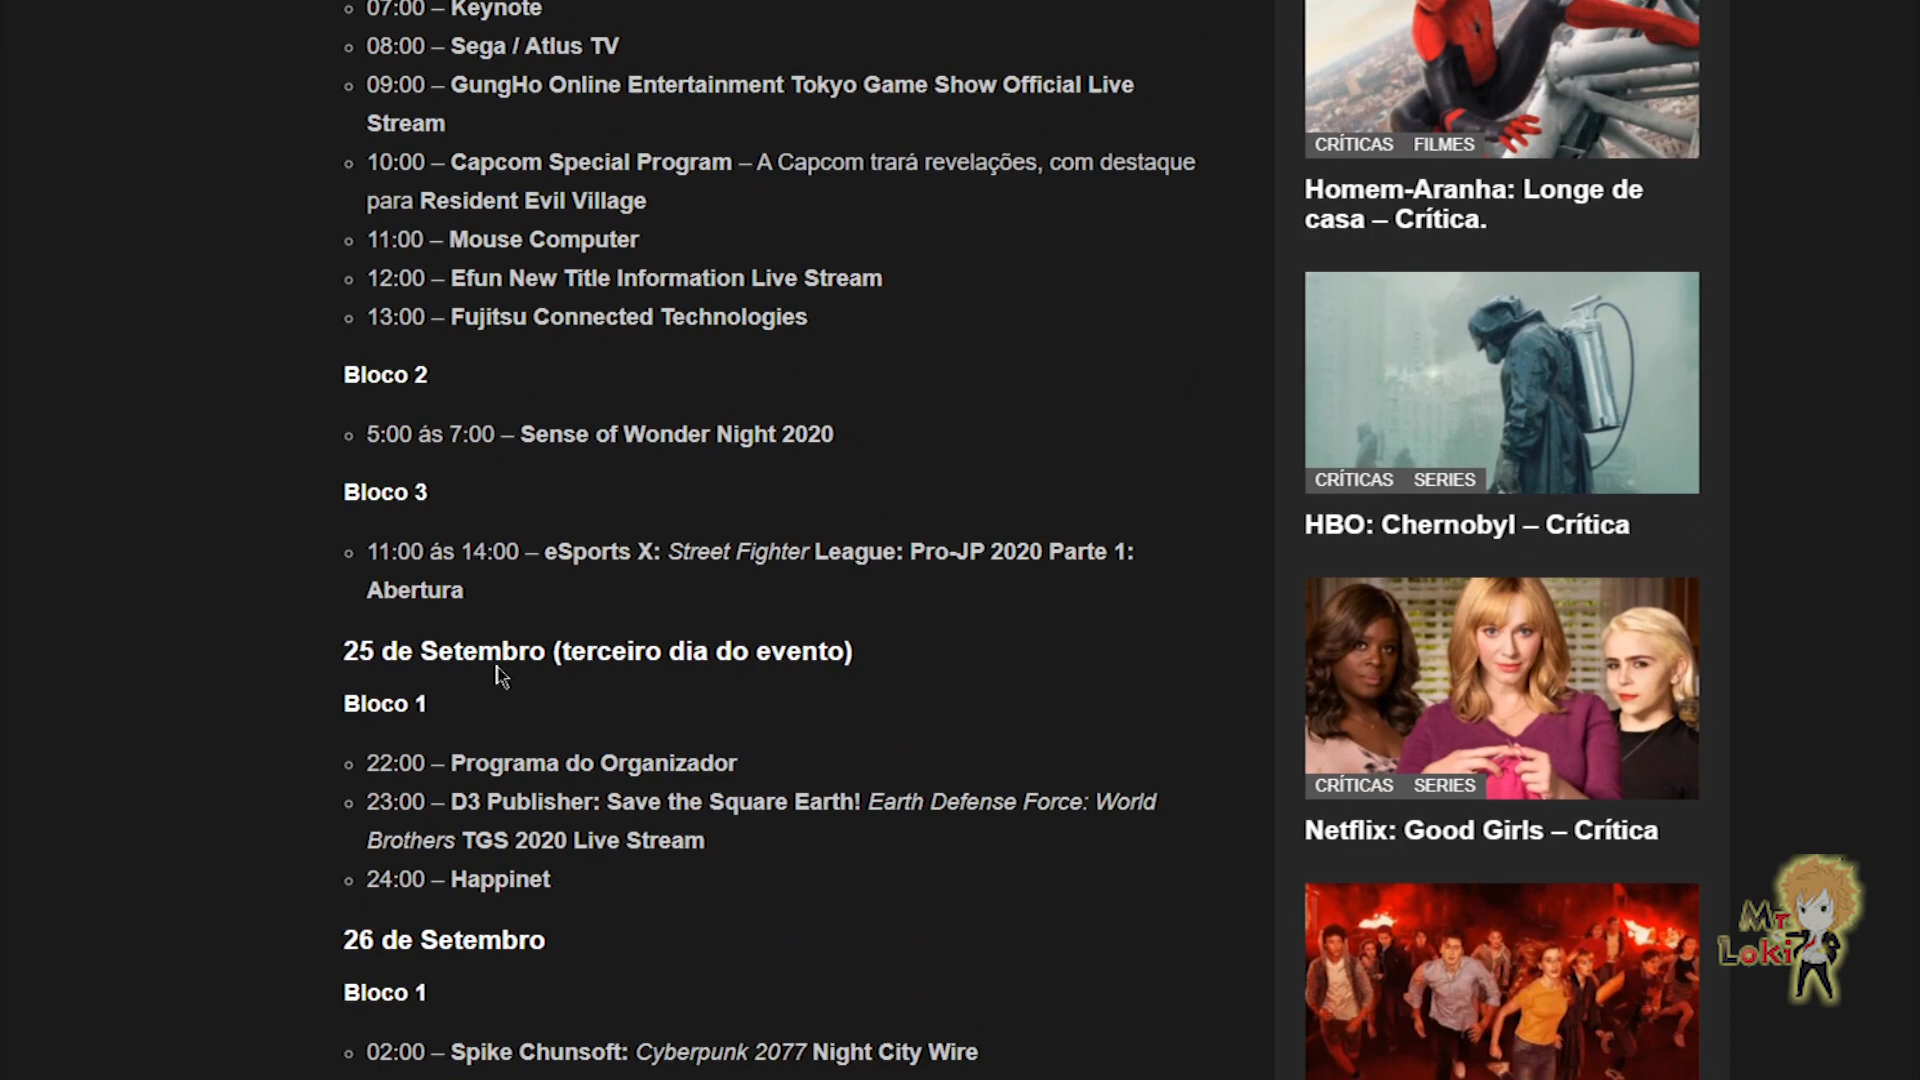 07:00 – Keynote
08:00 – Sega / Atlus TV
09:00 – GungHo Online Entertainment Tokyo Game Show Official Live
Stream
10:00 – Capcom Special Program – A Capcom trará revelações, com destaque
para Resident Evil Village
11:00 – Mouse Computer
12:00 – Efun New Title Information Live Stream
13:00 – Fujitsu Connected Technologies
Bloco 2
5:00 ás 7:00 – Sense of Wonder Night 2020
Bloco 3
11:00 ás 14:00 – eSports X: Street Fighter League: Pro-JP 2020 Parte 1:
Abertura
25 de Setembro (terceiro dia do evento)
Bloco 1
22:00 – Programa do Organizador
23:00 – D3 Publisher: Save the Square Earth! Earth Defense Force: World
Brothers TGS 2020 Live Stream
24:00 – Happinet
26 de Setembro
Bloco 1
02:00 – Spike Chunsoft: Cyberpunk 2077 Night City Wire
CRÍTICAS FILMES
Homem-Aranha: Longe de
casa – Crítica.
CRÍTICAS SERIES
HBO: Chernobyl – Crítica
CRÍTICAS SERIES
Netflix: Good Girls – Crítica
Mr
Loki